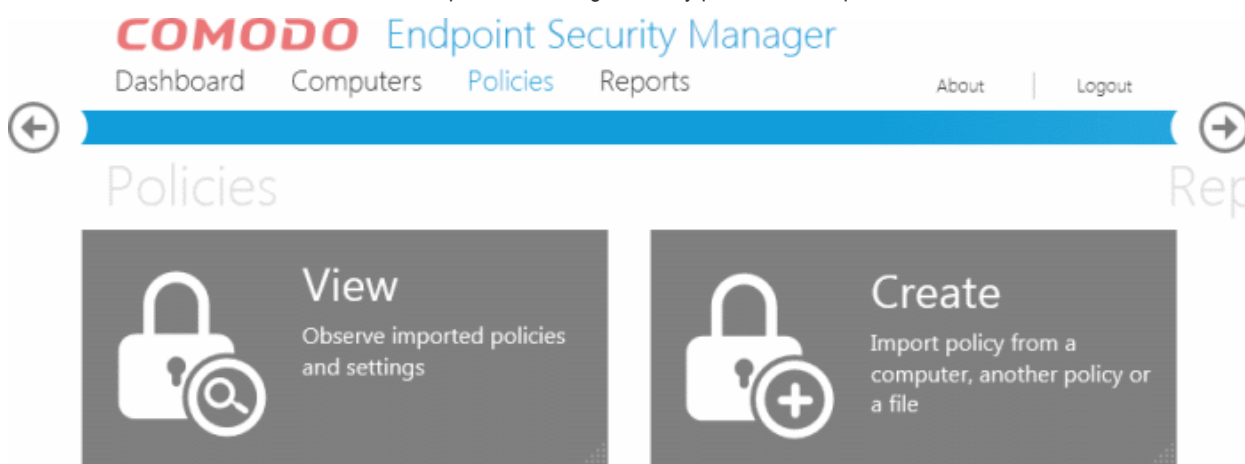 COMODO Endpoint Security Manager
Dashboard Computers Policies Reports About Logout
Policies Rep
View
Observe imported policies
and settings
Create
Import policy from a
computer, another policy or
a file